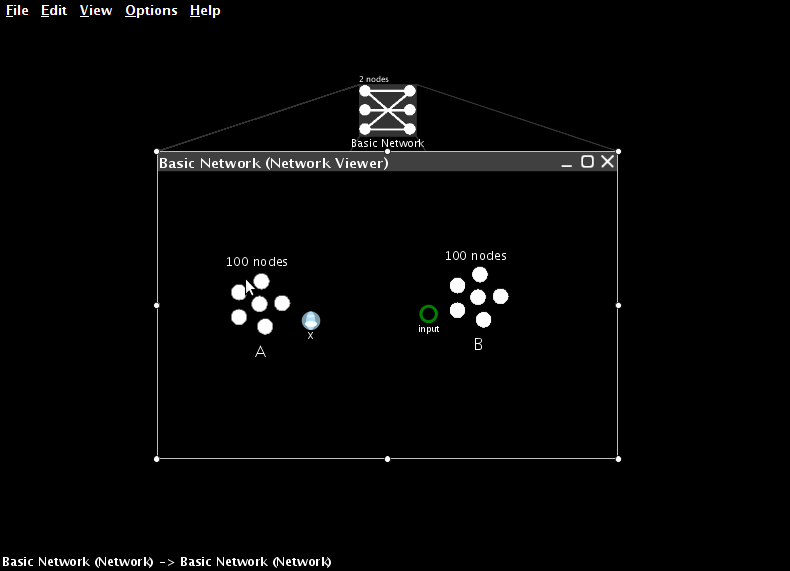 File Edit View Options Help
2 nodes
Basic Network
Basic Network (Network Viewer)
100 nodes
100 nodes
X
input
A
B
Basic Network (Network) -> Basic Network (Network)